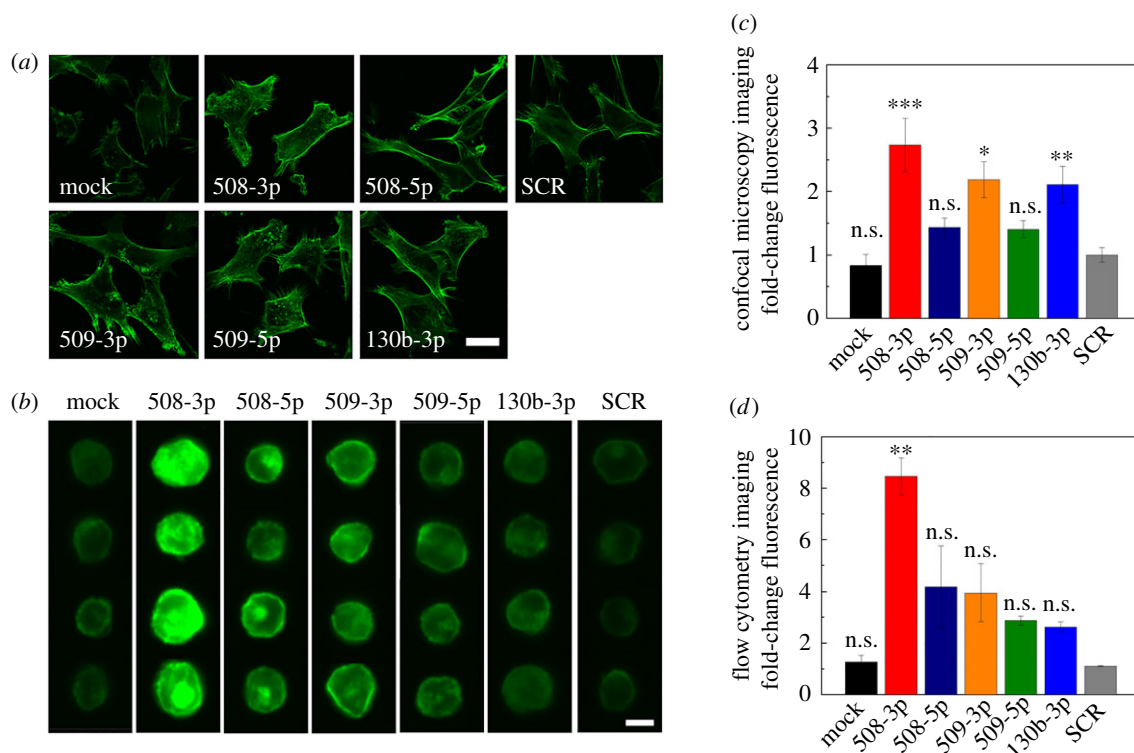 (a)
mock
508-3p
508-5p
SCR
509-3p
509-5p
130b-3p
(b)
mock 508-3p 508-5p 509-3p 509-5p 130b-3p SCR
(c)
confocal microscopy imaging
fold-change fluorescence
4
3
2
1
0
n.s.
***
n.s.
*
n.s.
**
mock 508-3p 508-5p 509-3p 509-5p 130b-3p SCR
(d)
flow cytometry imaging
fold-change fluorescence
10
8
6
4
2
0
n.s.
**
n.s.
n.s.
n.s.
n.s.
mock 508-3p 508-5p 509-3p 509-5p 130b-3p SCR